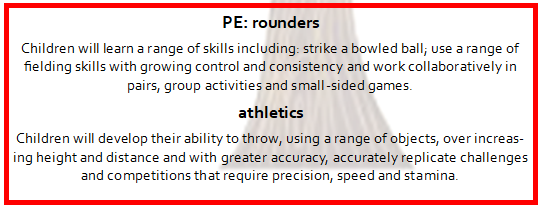 PE: rounders
Children will learn a range of skills including: strike a bowled ball; use a range of
fielding skills with growing control and consistency and work collaboratively in
pairs, group activities and small-sided games.
athletics
Children will develop their ability to throw, using a range of objects, over increas-
ing height and distance and with greater accuracy, accurately replicate challenges
and competitions that require precision, speed and stamina.